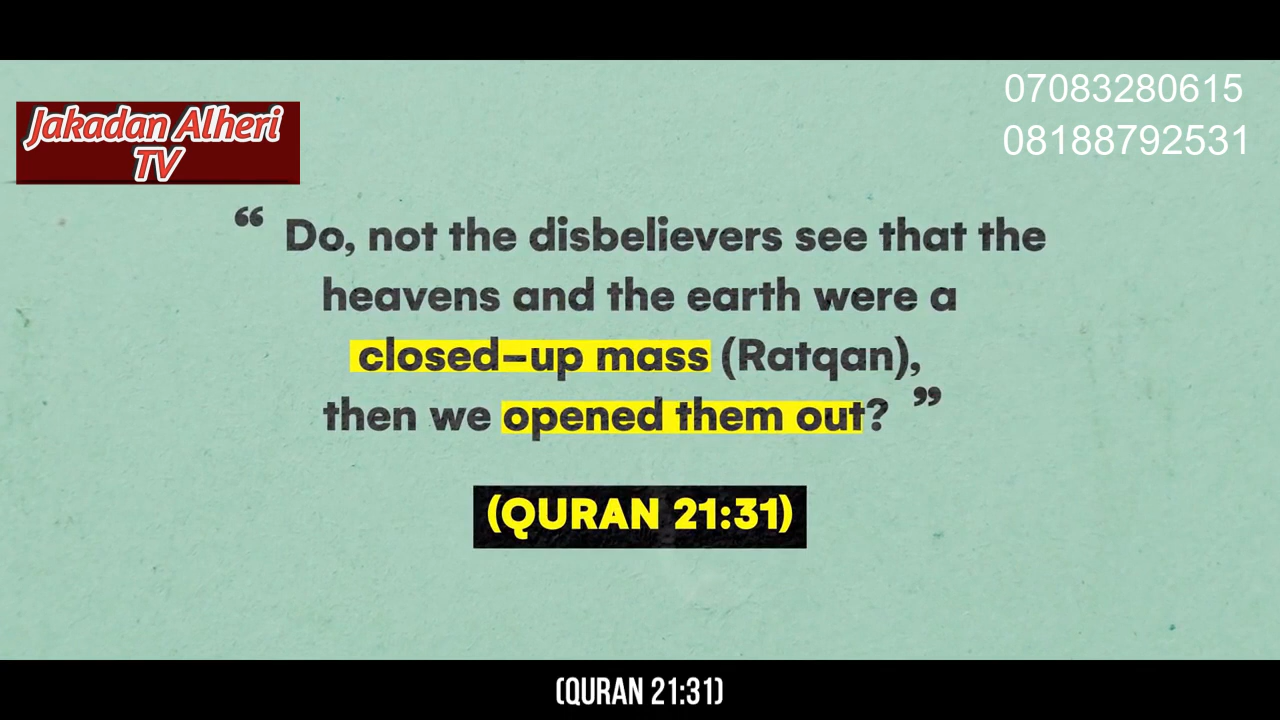 Jakadan Alheri
TV
07083280615
08188792531
“ Do, not the disbelievers see that the
heavens and the earth were a
closed–up mass (Ratqan),
then we opened them out? ”
(QURAN 21:31)
(QURAN 21:31)